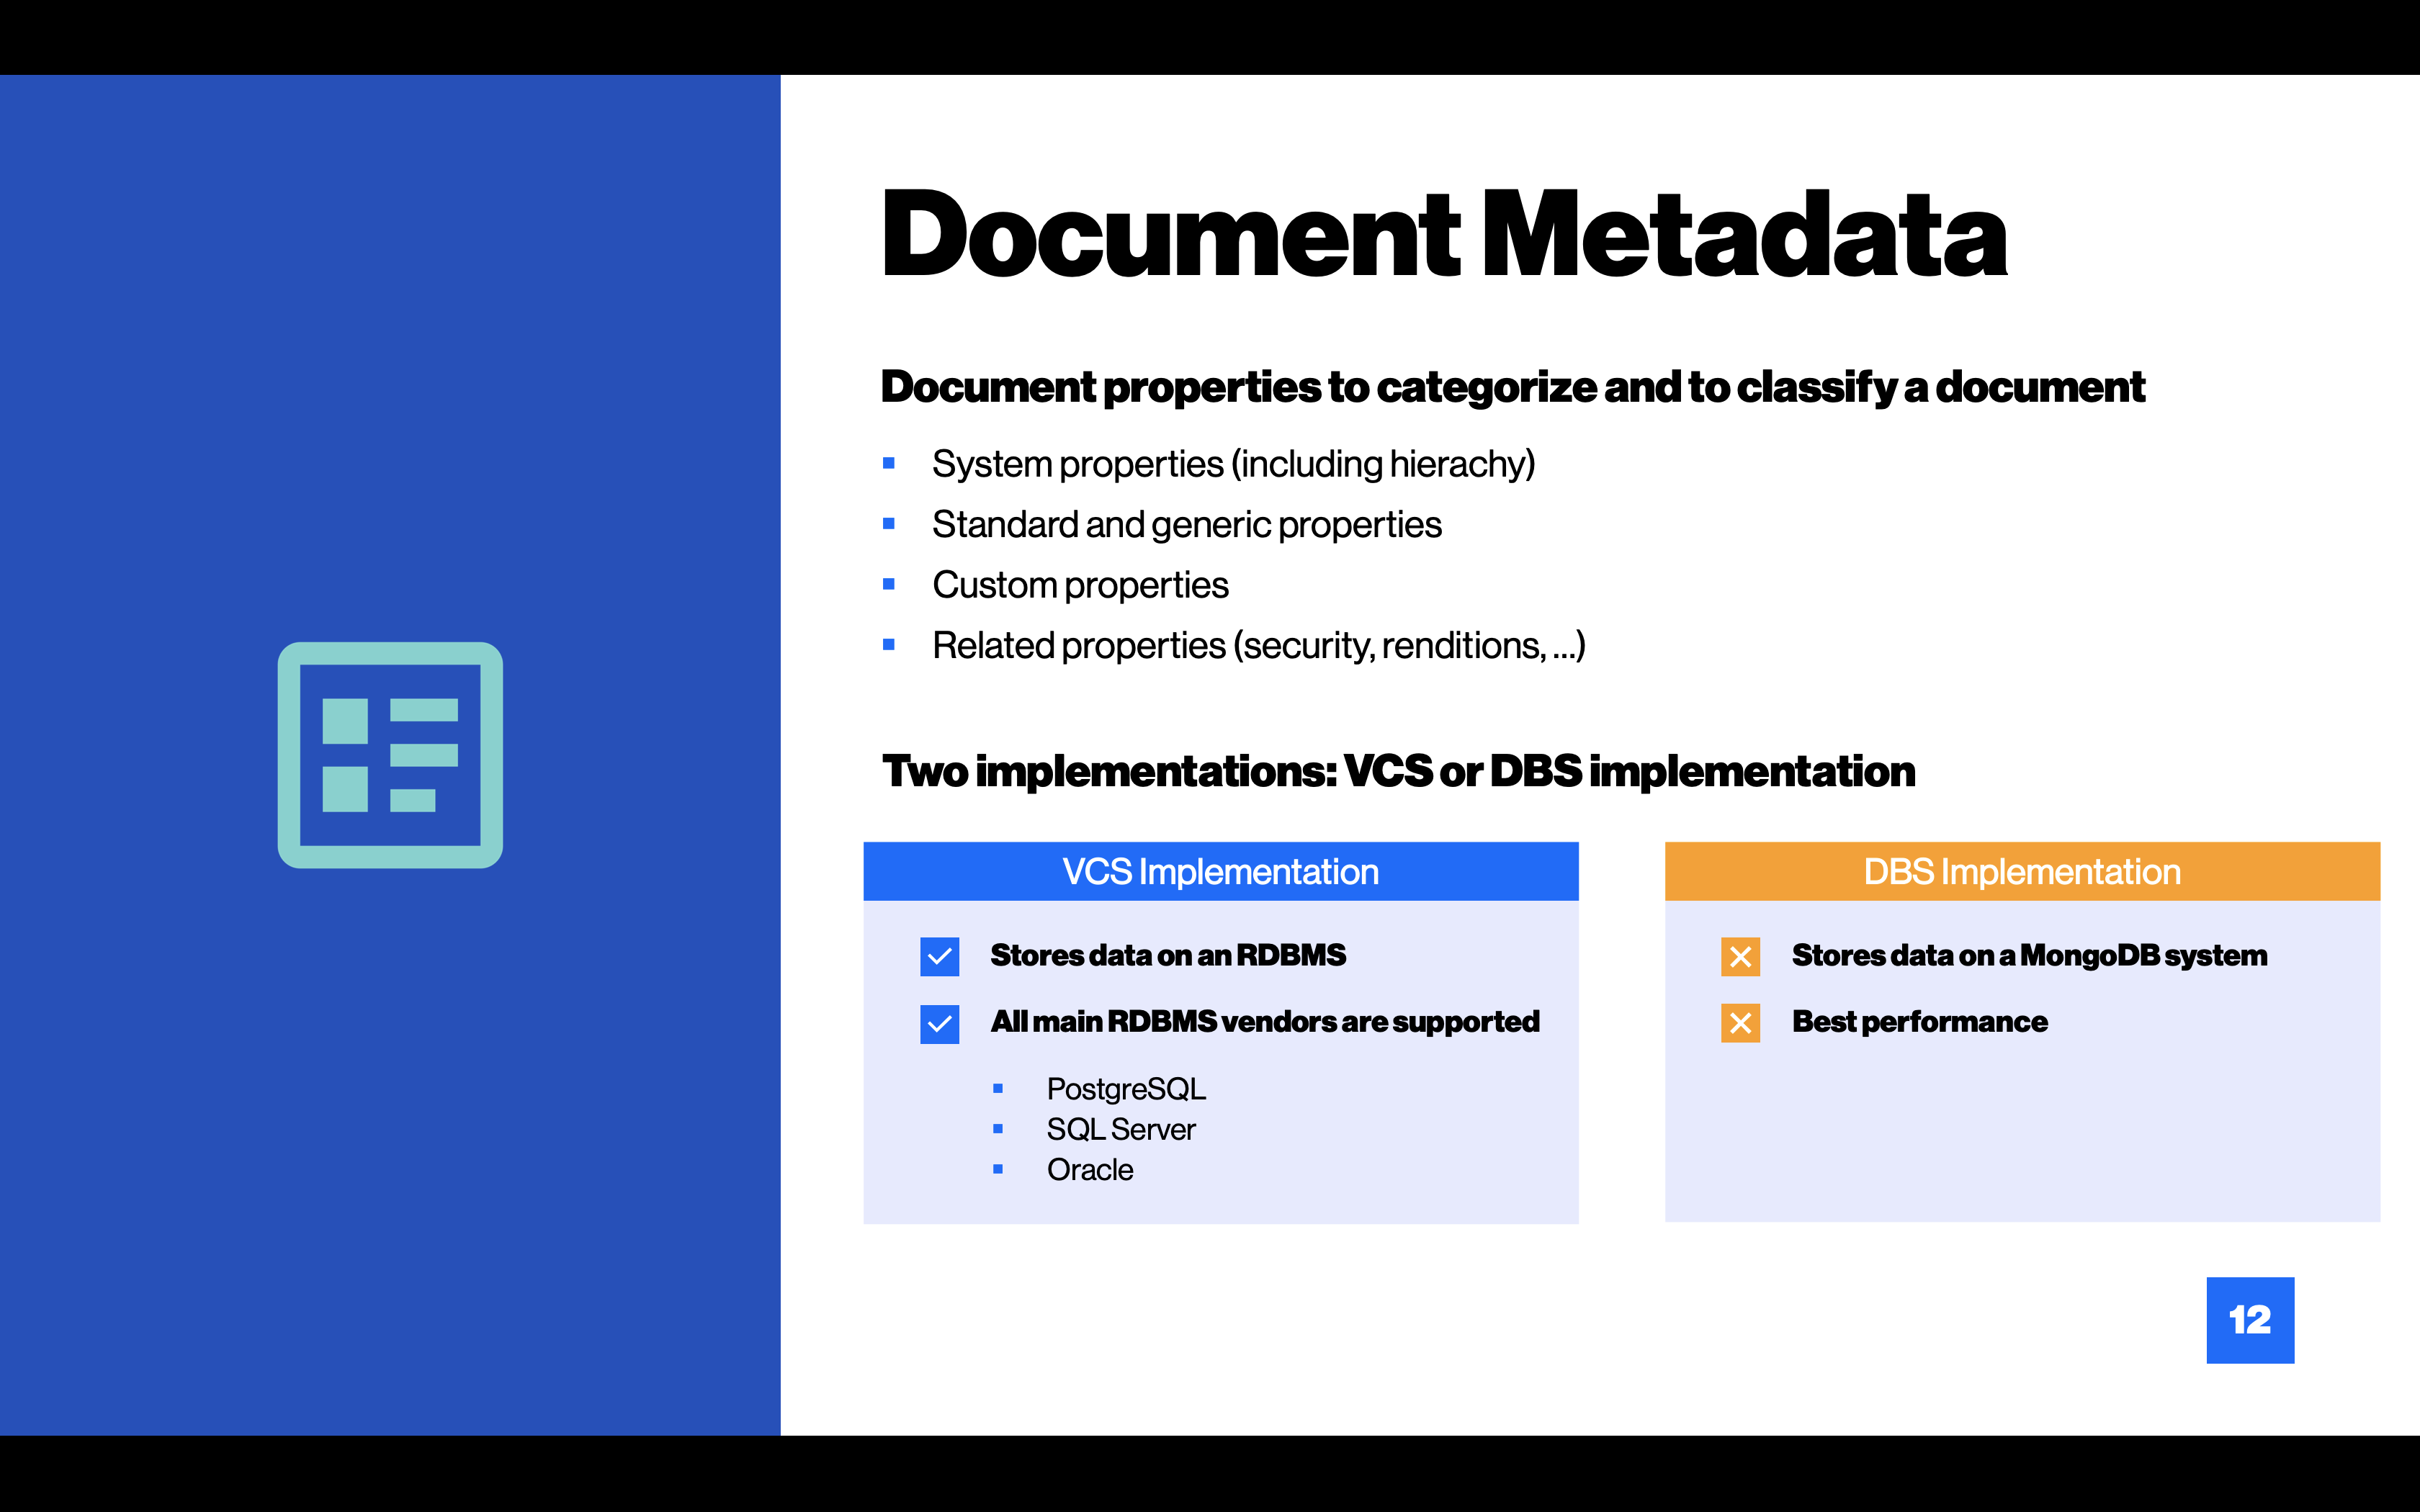 Document Metadata
Document properties to categorize and to classify a document
System properties (including hierachy)
Standard and generic properties
Custom properties
Related properties (security, renditions, ...)
Two implementations: VCS or DBS implementation
VCS Implementation
Stores data on an RDBMS
All main RDBMS vendors are supported
PostgreSQL
SQL Server
Oracle
DBS Implementation
Stores data on a MongoDB system
Best performance
12